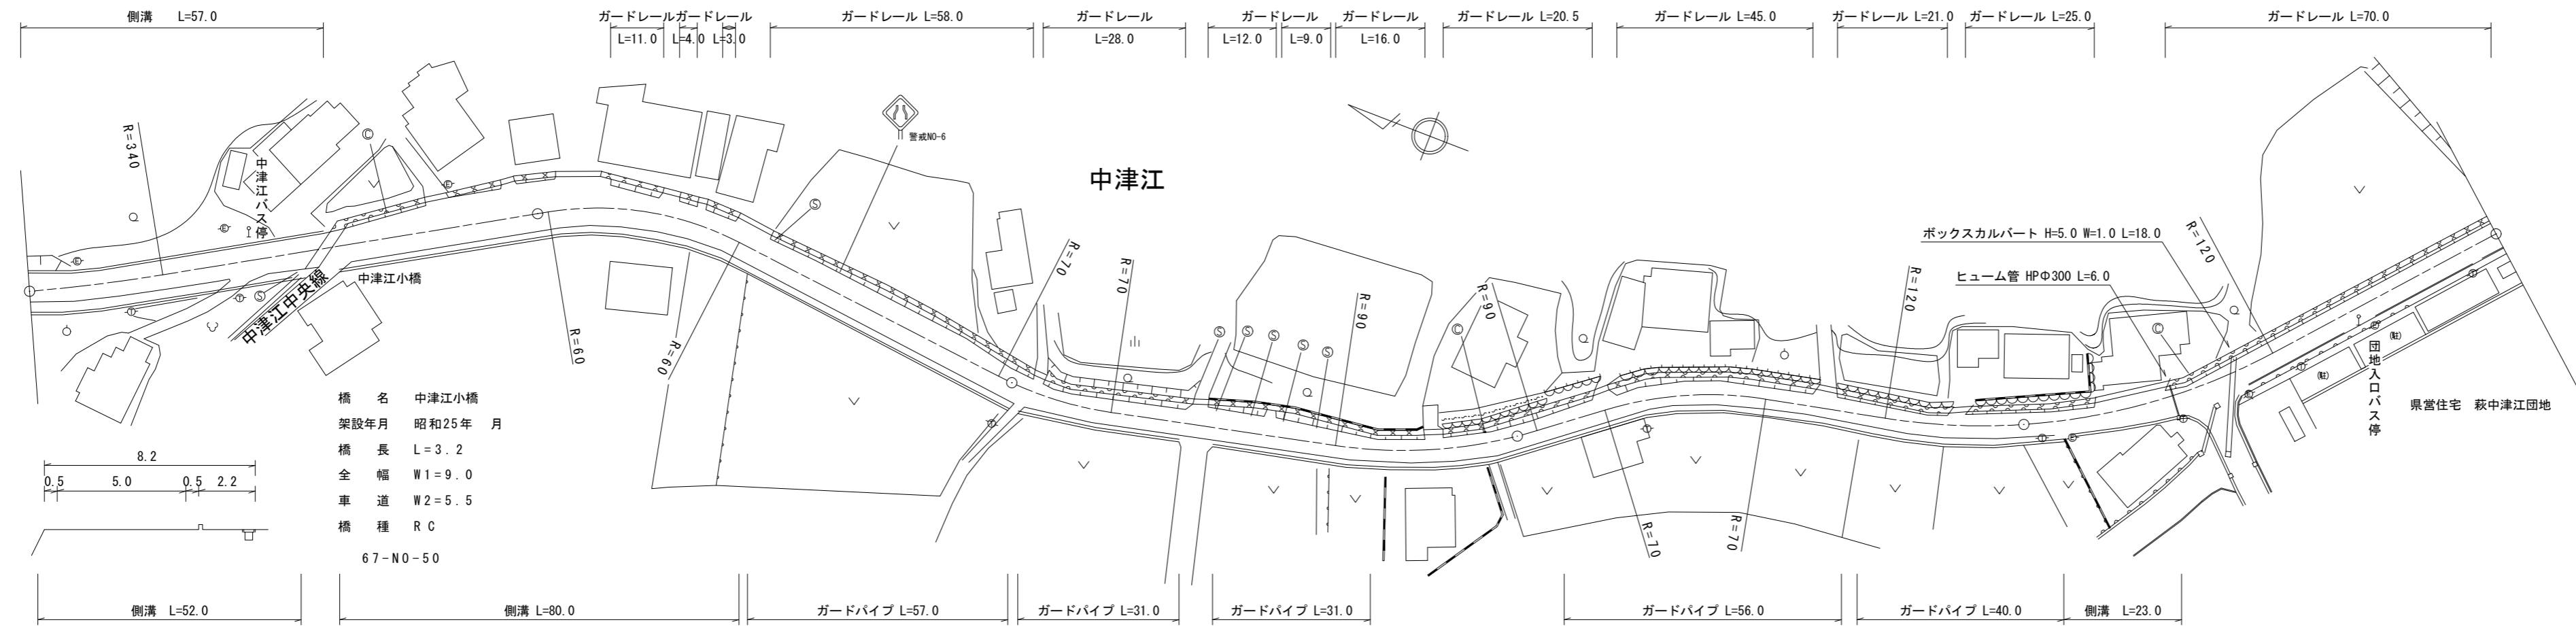 側溝 L=57.0
ガードレール
L=11.0
L=4.0
ガードレール
L=3.0
ガードレール L=58.0
ガードレール
L=28.0
ガードレール
L=12.0
L=9.0
ガードレール
L=16.0
ガードレール L=20.5
ガードレール L=45.0
ガードレール L=21.0
ガードレール L=25.0
ガードレール L=70.0
R=340
中津江バス停
C
警戒NO-6
中津江
S
E
E
E
中津江中央線
中津江小橋
S
T
T
R=60
R=60
R=70
R=70
S
S
S
S
S
R=90
C
R=90
R=120
ボックスカルバート H=5.0 W=1.0 L=18.0
ヒューム管 HPΦ300 L=6.0
R=120
C
団地入口バス停
(駐)
(駐)
県営住宅 萩中津江団地
R=70
R=70
橋名 中津江小橋
架設年月 昭和25年 月
橋長 L=3.2
全幅 W1=9.0
車道 W2=5.5
橋種 RC
67-NO-50
8.2
0.5 5.0 0.5 2.2
側溝 L=52.0
側溝 L=80.0
ガードパイプ L=57.0
ガードパイプ L=31.0
ガードパイプ L=31.0
ガードパイプ L=56.0
ガードパイプ L=40.0
側溝 L=23.0